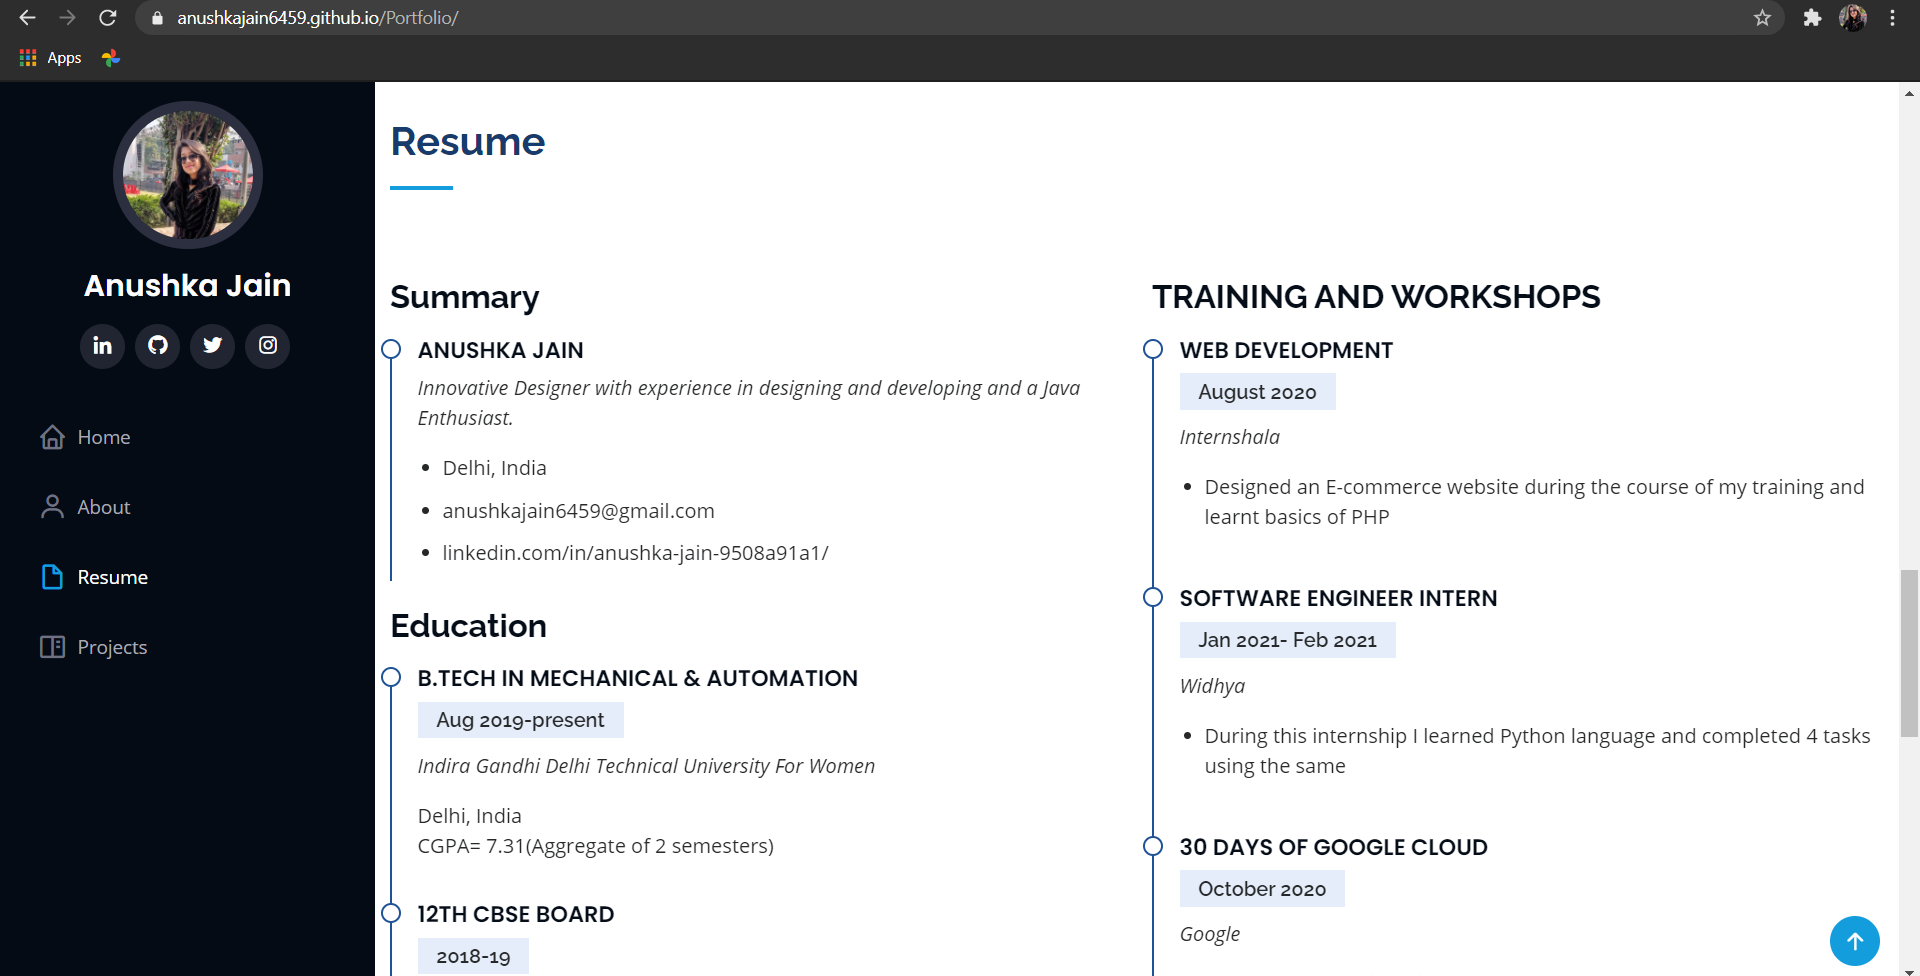 anushkajain6459.github.io/Portfolio/
Apps
Anushka Jain
in
Home
About
Resume
Projects
Resume
Summary
ANUSHKA JAIN
Innovative Designer with experience in designing and developing and a Java
Enthusiast.
• Delhi, India
• anushkajain6459@gmail.com
• linkedin.com/in/anushka-jain-9508a91a1/
Education
B.TECH IN MECHANICAL & AUTOMATION
Aug 2019-present
Indira Gandhi Delhi Technical University For Women
Delhi, India
CGPA= 7.31(Aggregate of 2 semesters)
12TH CBSE BOARD
2018-19
TRAINING AND WORKSHOPS
WEB DEVELOPMENT
August 2020
Internshala
• Designed an E-commerce website during the course of my training and
learnt basics of PHP
SOFTWARE ENGINEER INTERN
Jan 2021- Feb 2021
Widhya
• During this internship I learned Python language and completed 4 tasks
using the same
30 DAYS OF GOOGLE CLOUD
October 2020
Google